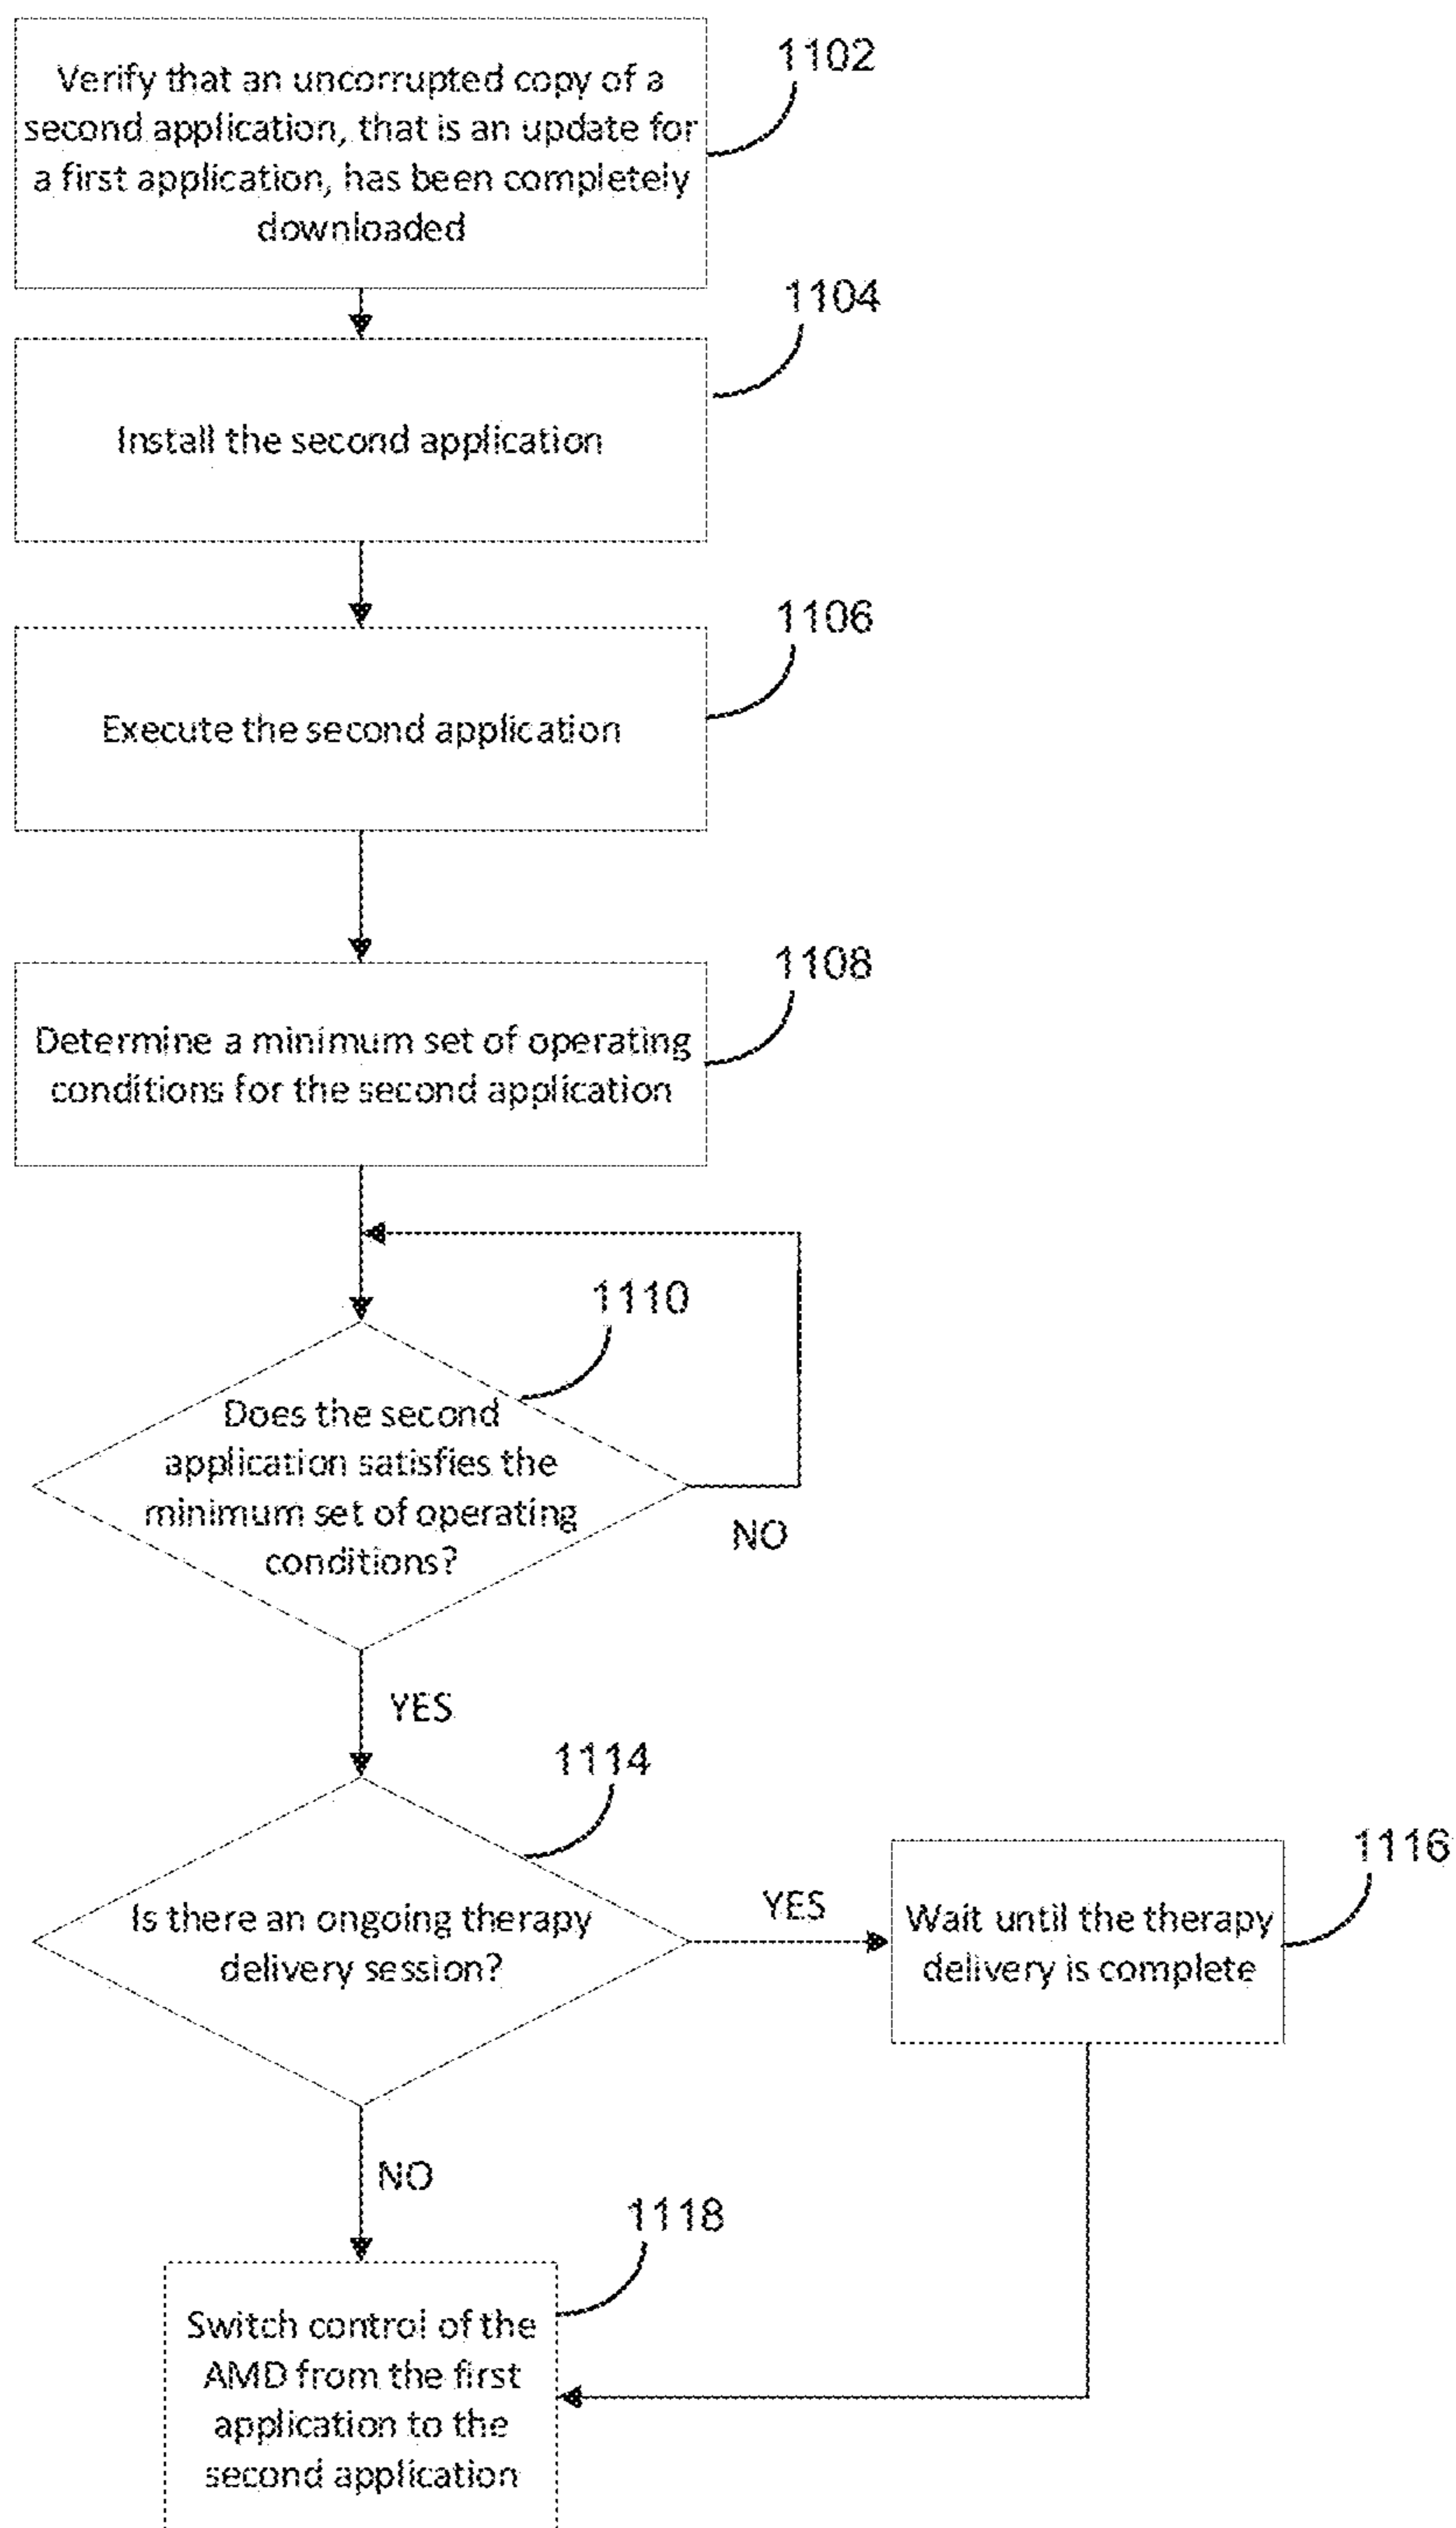 1102
Verify that an uncorrupted copy of a
second application, that is an update for
a first application, has been completely
downloaded
1104
Install the second application
1106
Execute the second application
1108
Determine a minimum set of operating
conditions for the second application
1110
Does the second
application satisfies the
minimum set of operating
conditions?
NO
YES
1114
Is there an ongoing therapy
delivery session?
YES
1116
Wait until the therapy
delivery is complete
NO
1118
Switch control of the
AMD from the first
application to the
second application